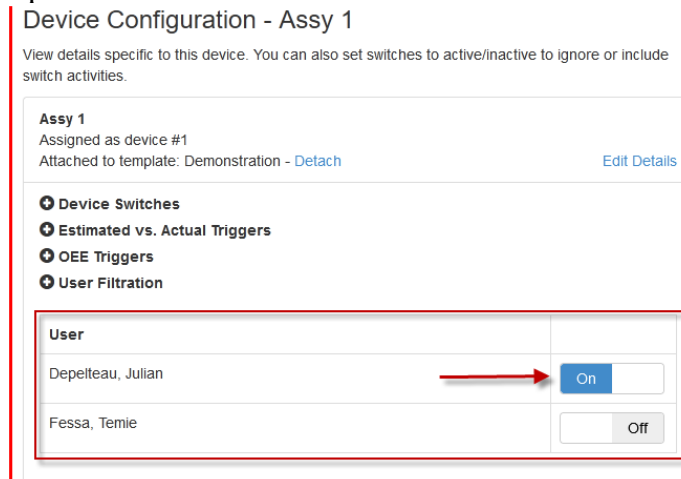 Device Configuration - Assy 1
View details specific to this device. You can also set switches to active/inactive to ignore or include
switch activities.
Assy 1
Assigned as device #1
Attached to template: Demonstration - Detach
Edit Details
Device Switches
Estimated vs. Actual Triggers
OEE Triggers
User Filtration
User
Depelteau, Julian
On
Fessa, Temie
Off